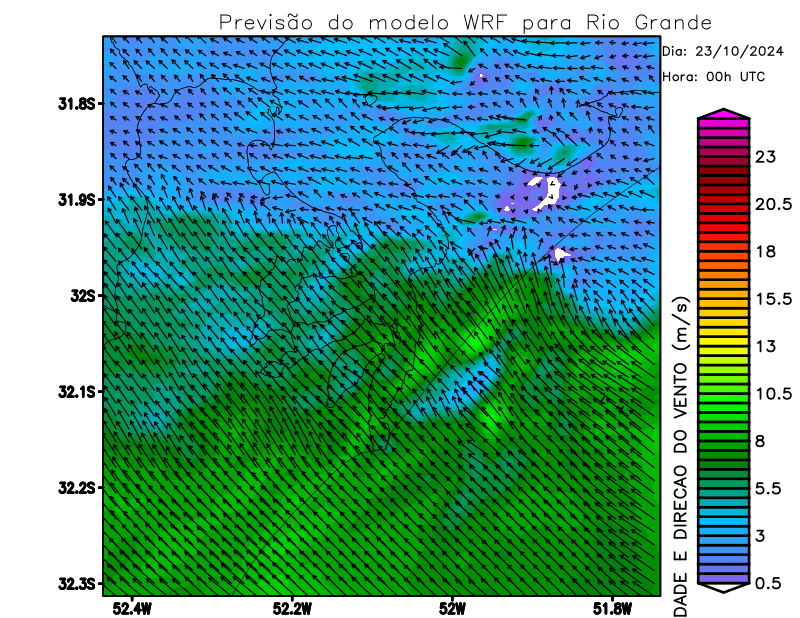 Previsão do modelo WRF para Rio Grande
Dia: 23/10/2024
Hora: 00h UTC
31.8S
31.9S
32S
32.1S
32.2S
32.3S
52.4W
52.2W
52W
51.8W
23
20.5
18
15.5
13
10.5
8
5.5
3
0.5
DADE E DIRECAO DO VENTO (m/s)